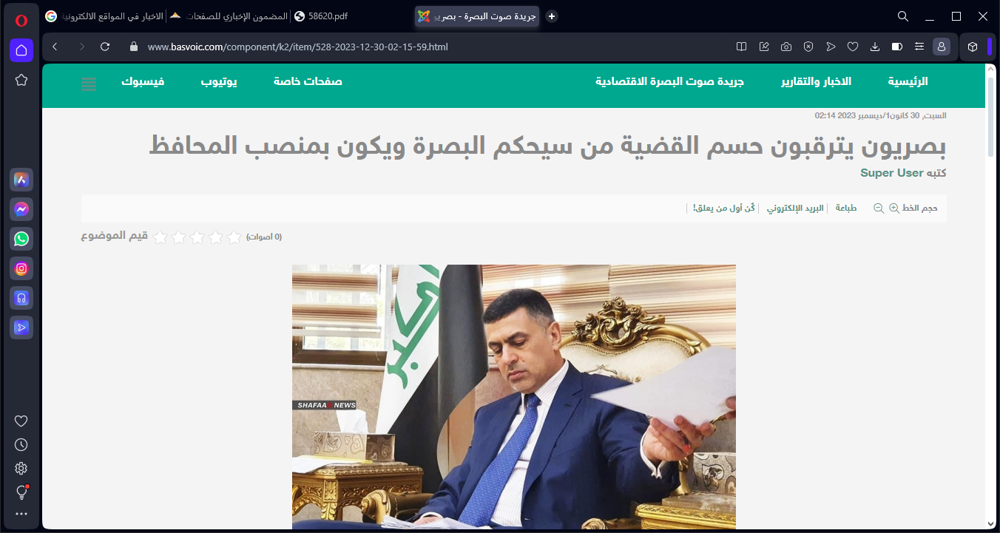 الاخبار في المواقع الالكترونية
المضمون الإخباري للصفحات
58620.pdf
جريدة صوت البصرة - بصريو
www.basvoic.com/component/k2/item/528-2023-12-30-02-15-59.html
الرئيسية
الاخبار والتقارير
جريدة صوت البصرة الاقتصادية
صفحات خاصة
يوتيوب
فيسبوك
السبت, 30 كانون1/ديسمبر 2023 02:14
بصريون يترقبون حسم القضية من سيحكم البصرة ويكون بمنصب المحافظ
كتبه Super User
حجم الخط
طباعة
البريد الإلكتروني
كُن أول من يعلق!
قيم الموضوع
(0 أصوات)
SHAFAAQ NEWS